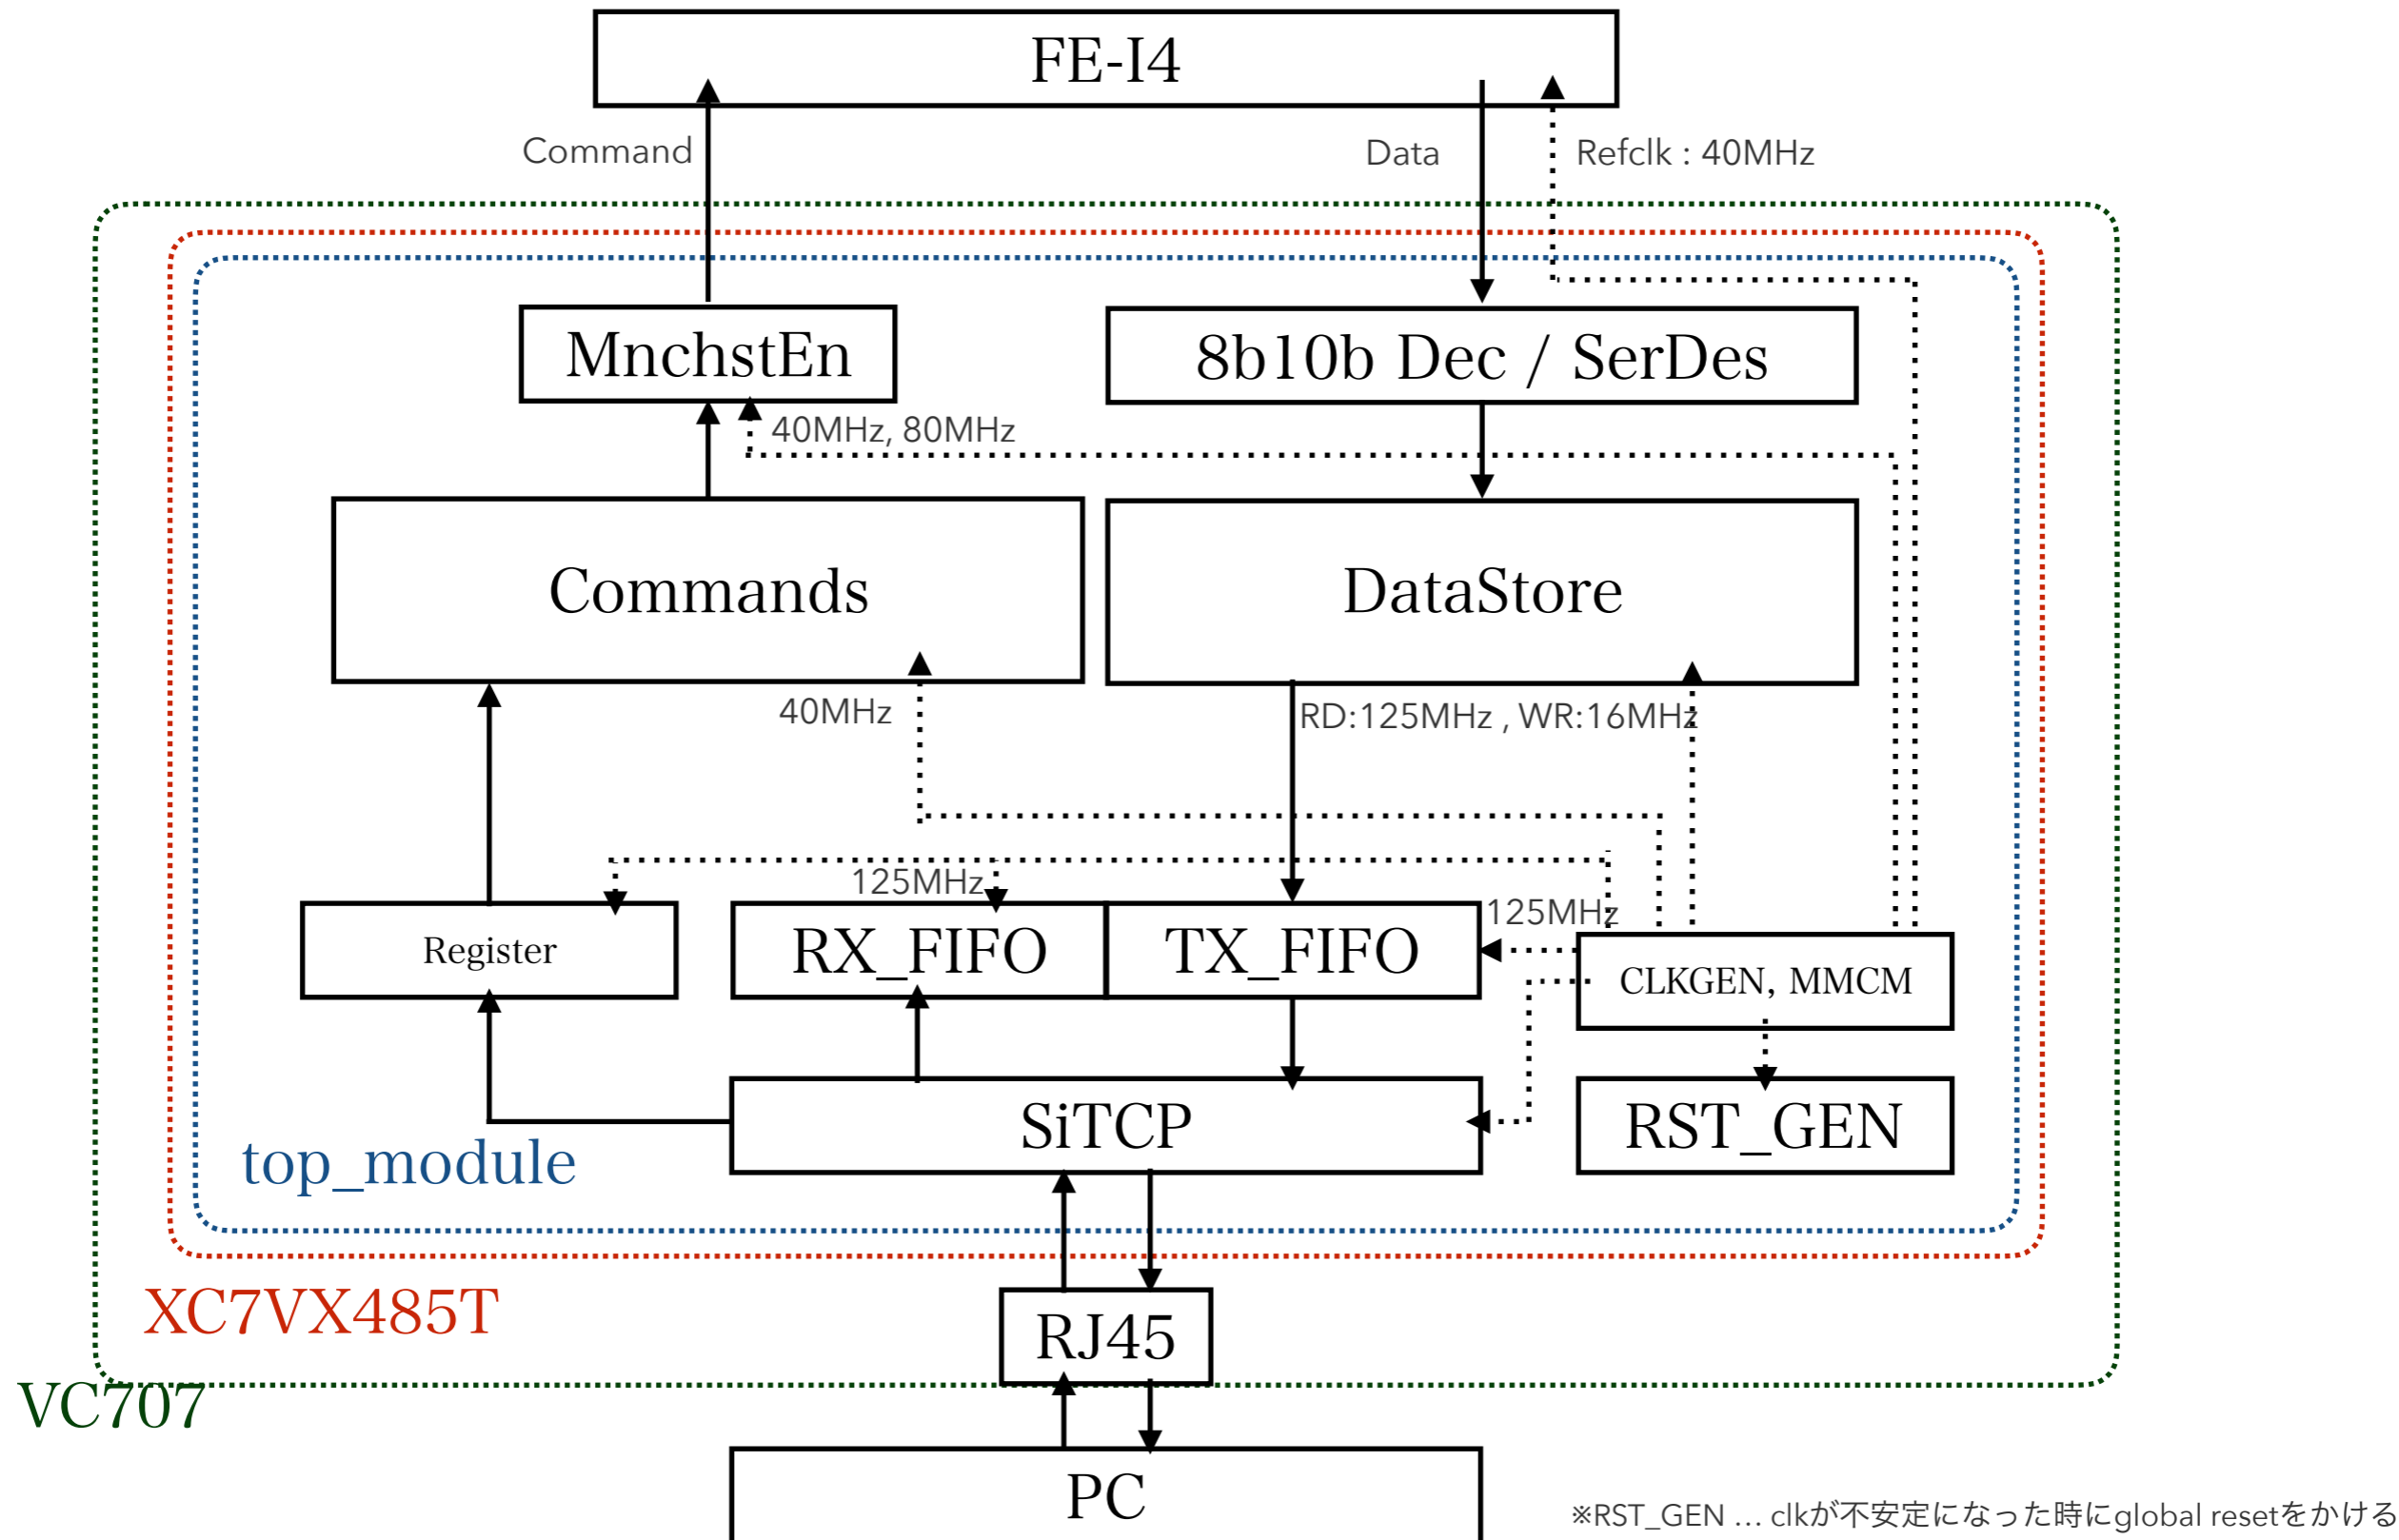 FE-I4
Command
Data
Refclk : 40MHz
MnchstEn
8b10b Dec / SerDes
40MHz, 80MHz
Commands
DataStore
40MHz
RD:125MHz , WR:16MHz
125MHz
125MHz
Register
RX_FIFO
TX_FIFO
CLKGEN, MMCM
SiTCP
RST_GEN
top_module
XC7VX485T
RJ45
VC707
PC
※RST_GEN … clkが不安定になった時にglobal resetをかける